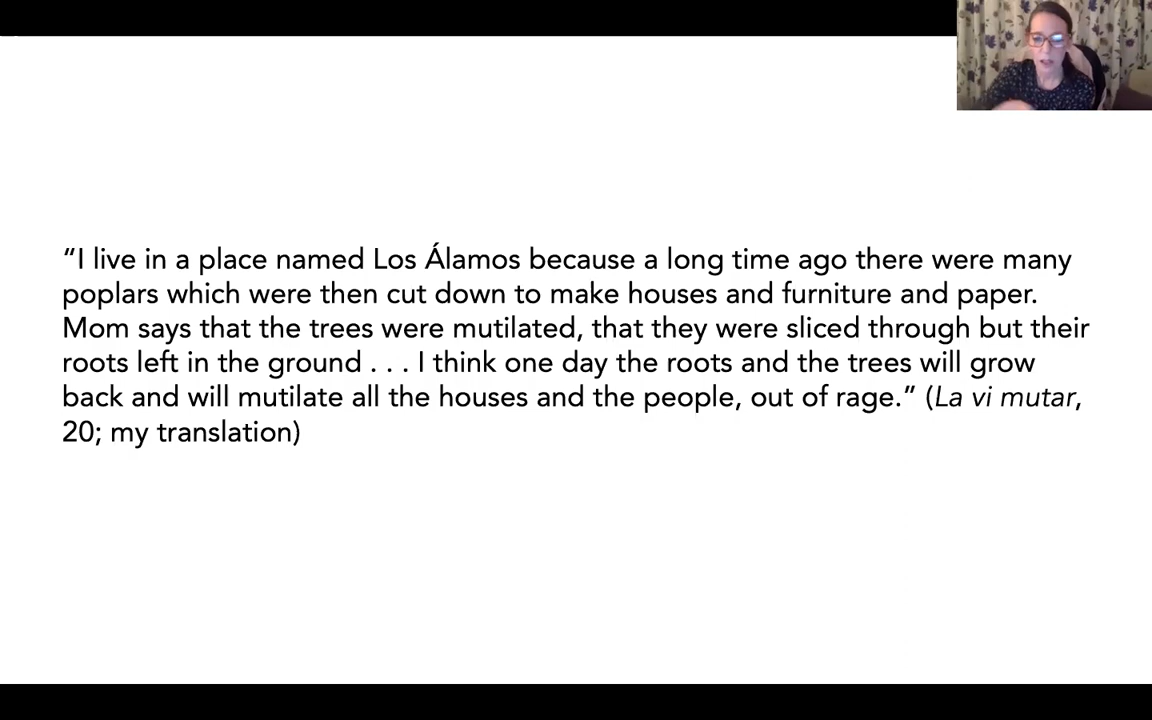 “I live in a place named Los Álamos because a long time ago there were many
poplars which were then cut down to make houses and furniture and paper.
Mom says that the trees were mutilated, that they were sliced through but their
roots left in the ground . . . I think one day the roots and the trees will grow
back and will mutilate all the houses and the people, out of rage.” (La vi mutar,
20; my translation)